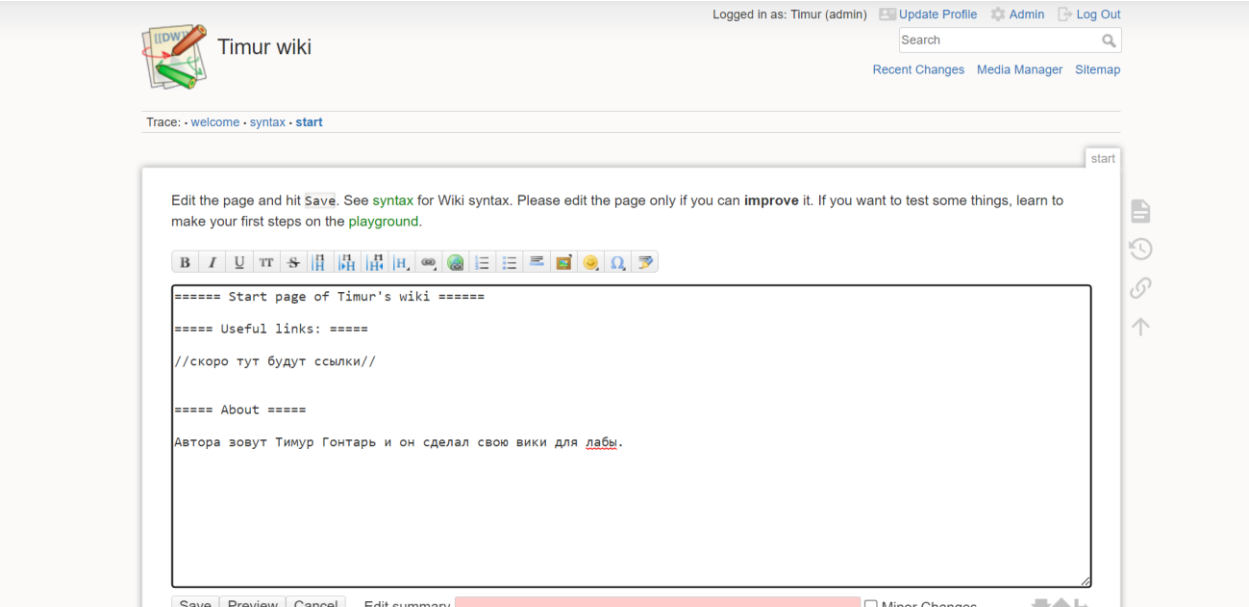 Logged in as: Timur (admin) Update Profile Admin Log Out
[[DW]]
Timur wiki
Search
Recent Changes Media Manager Sitemap
Trace: • welcome • syntax • start
start
Edit the page and hit Save. See syntax for Wiki syntax. Please edit the page only if you can improve it. If you want to test some things, learn to
make your first steps on the playground.
B I U TT S H H H H
====== Start page of Timur's wiki ======
===== Useful links: =====
//скоро тут будут ссылки//
===== About =====
Автора зовут Тимур Гонтарь и он сделал свою вики для лабы.
Save Preview Cancel Edit summary Minor Changes